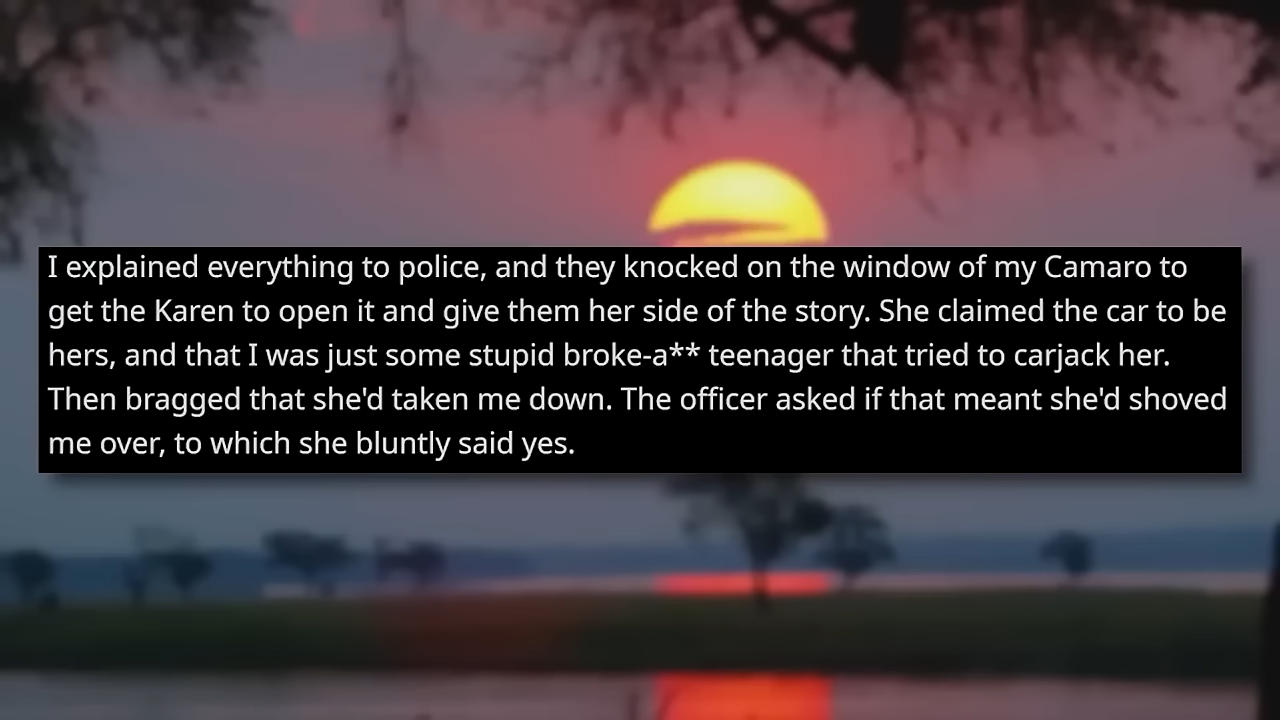 I explained everything to police, and they knocked on the window of my Camaro to
get the Karen to open it and give them her side of the story. She claimed the car to be
hers, and that I was just some stupid broke-a** teenager that tried to carjack her.
Then bragged that she'd taken me down. The officer asked if that meant she'd shoved
me over, to which she bluntly said yes.